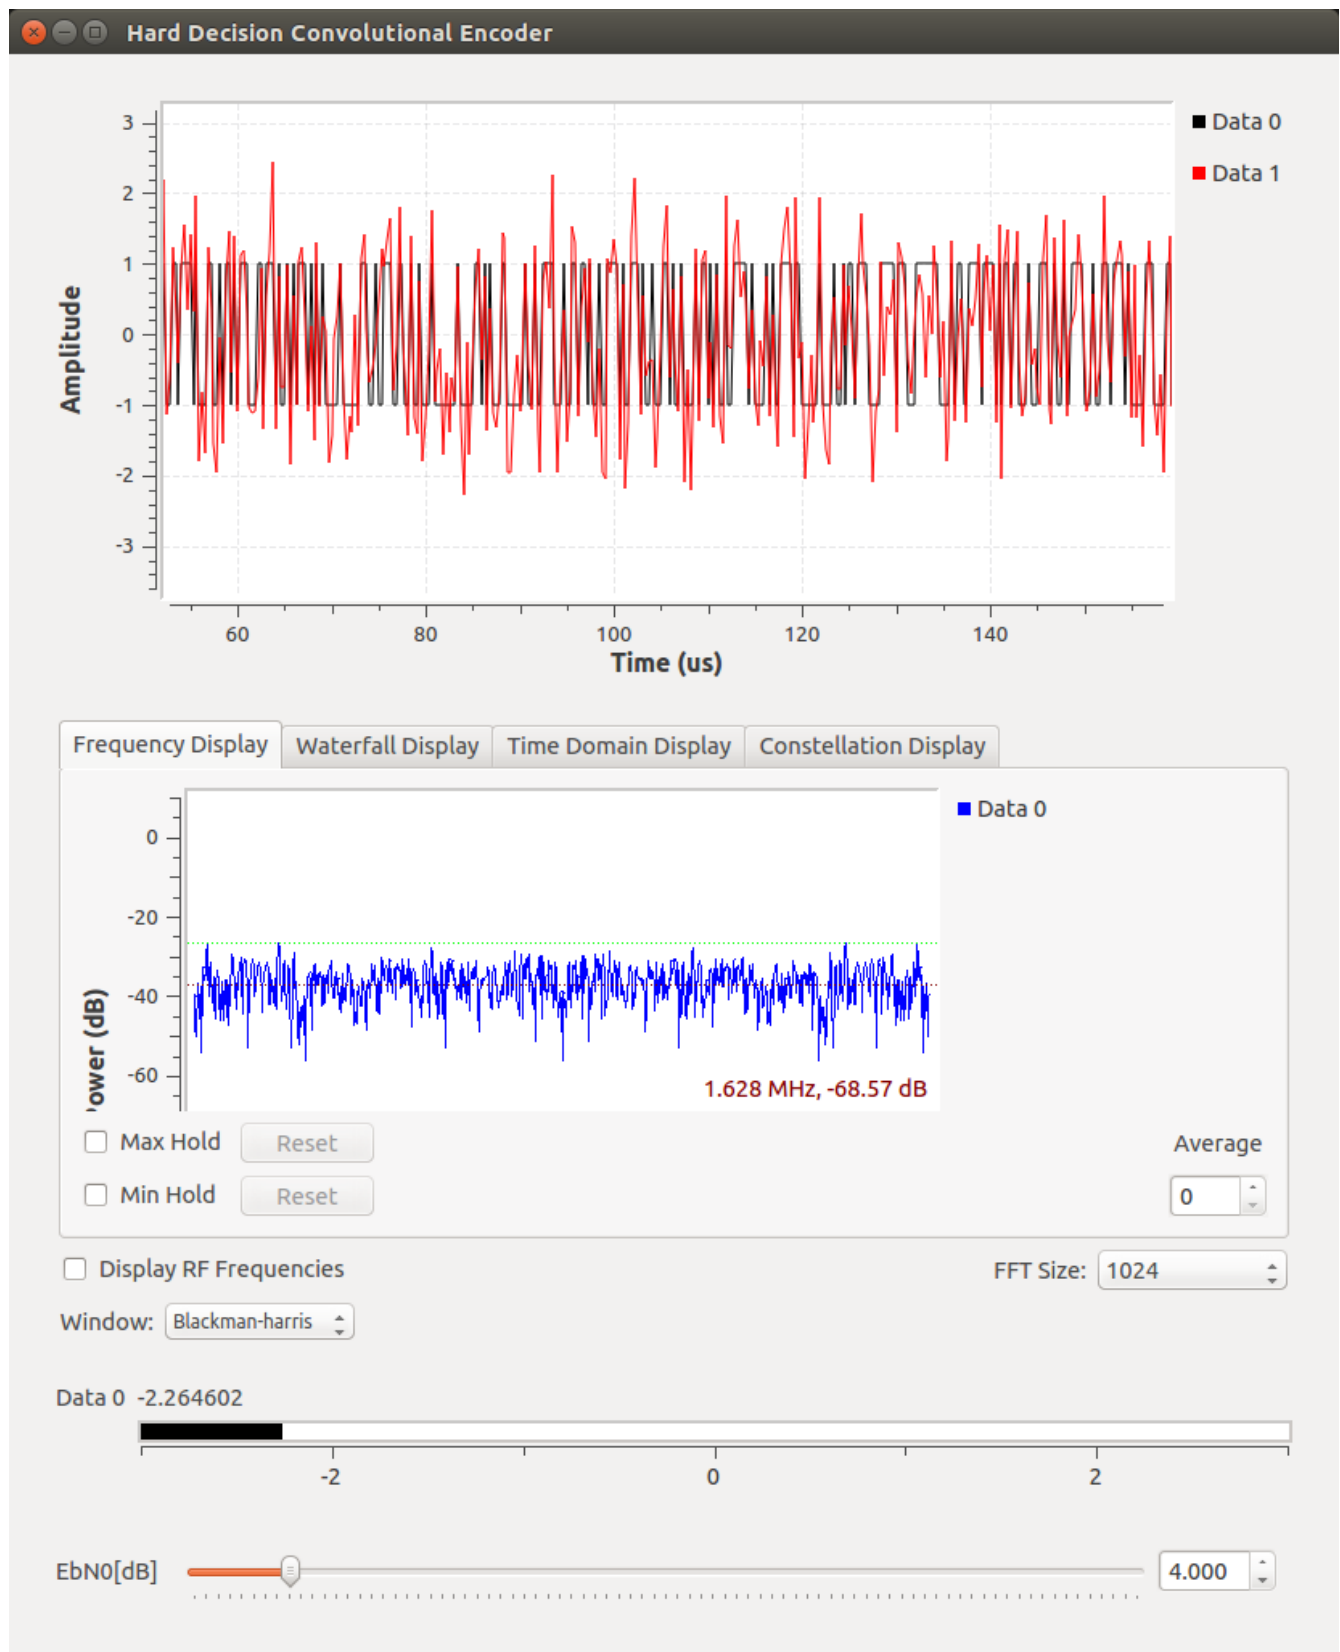 Hard Decision Convolutional Encoder
3
2
1
0
-1
-2
-3
Amplitude
Data 0
Data 1
60 80 100 120 140
Time (us)
Frequency Display Waterfall Display Time Domain Display Constellation Display
0
-20
-40
-60
Power (dB)
Data 0
1.628 MHz, -68.57 dB
Max Hold Reset Average
Min Hold Reset 0
Display RF Frequencies FFT Size: 1024
Window: Blackman-harris
Data 0 -2.264602
-2 0 2
EbN0[dB] 4.000